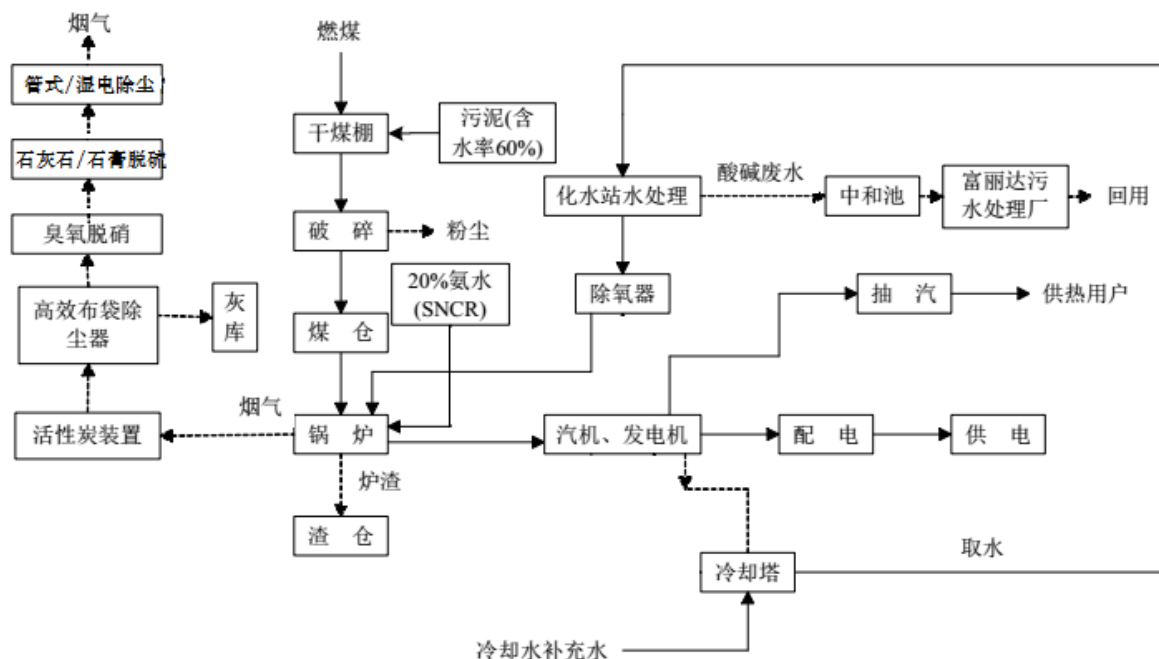 烟气
管式/湿电除尘
石灰石/石膏脱硫
臭氧脱硝
高效布袋除
尘器
灰
库
活性炭装置
烟气
燃煤
干煤棚
污泥(含
水率60%)
破 碎
粉尘
20%氨水
(SNCR)
煤 仓
锅 炉
炉渣
渣 仓
化水站水处理
酸碱废水
中和池
富丽达污
水处理厂
回用
除氧器
抽 汽
供热用户
汽机、发电机
配 电
供 电
取水
冷却塔
冷却水补充水